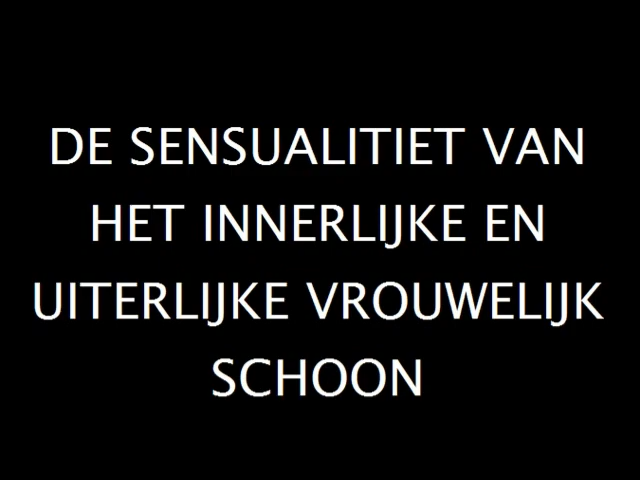 DE SENSUALITIET VAN
HET INNERLIJKE EN
UITERLIJKE VROUWELIJK
SCHOON